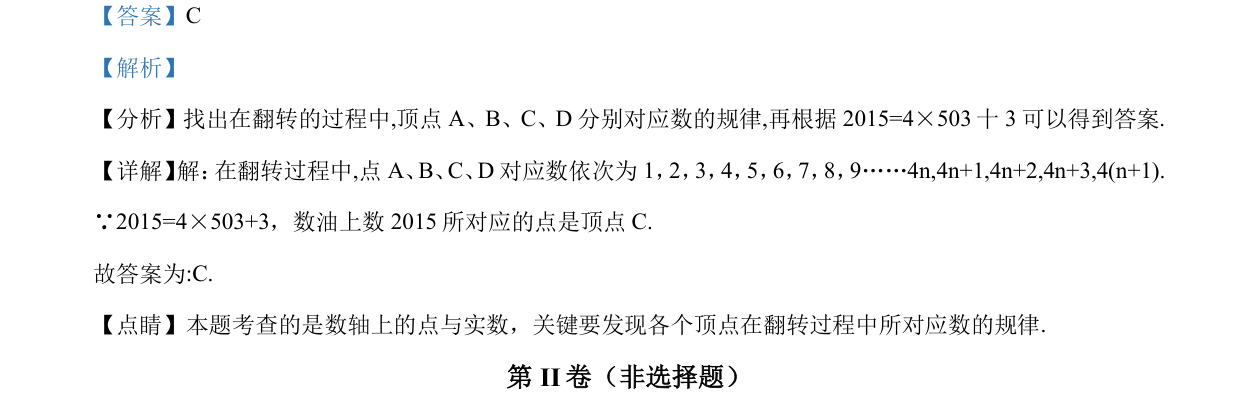 【答案】C
【解析】
【分析】找出在翻转的过程中,顶点 A、B、C、D 分别对应数的规律,再根据 2015=4×503十3 可以得到答案.
【详解】解：在翻转过程中,点 A、B、C、D 对应数依次为 1，2，3，4，5，6，7，8，9……4n,4n+1,4n+2,4n+3,4(n+1).
∵2015=4×503+3，数油上数 2015 所对应的点是顶点 C.
故答案为:C.
【点睛】本题考查的是数轴上的点与实数，关键要发现各个顶点在翻转过程中所对应数的规律.
第 II 卷（非选择题）